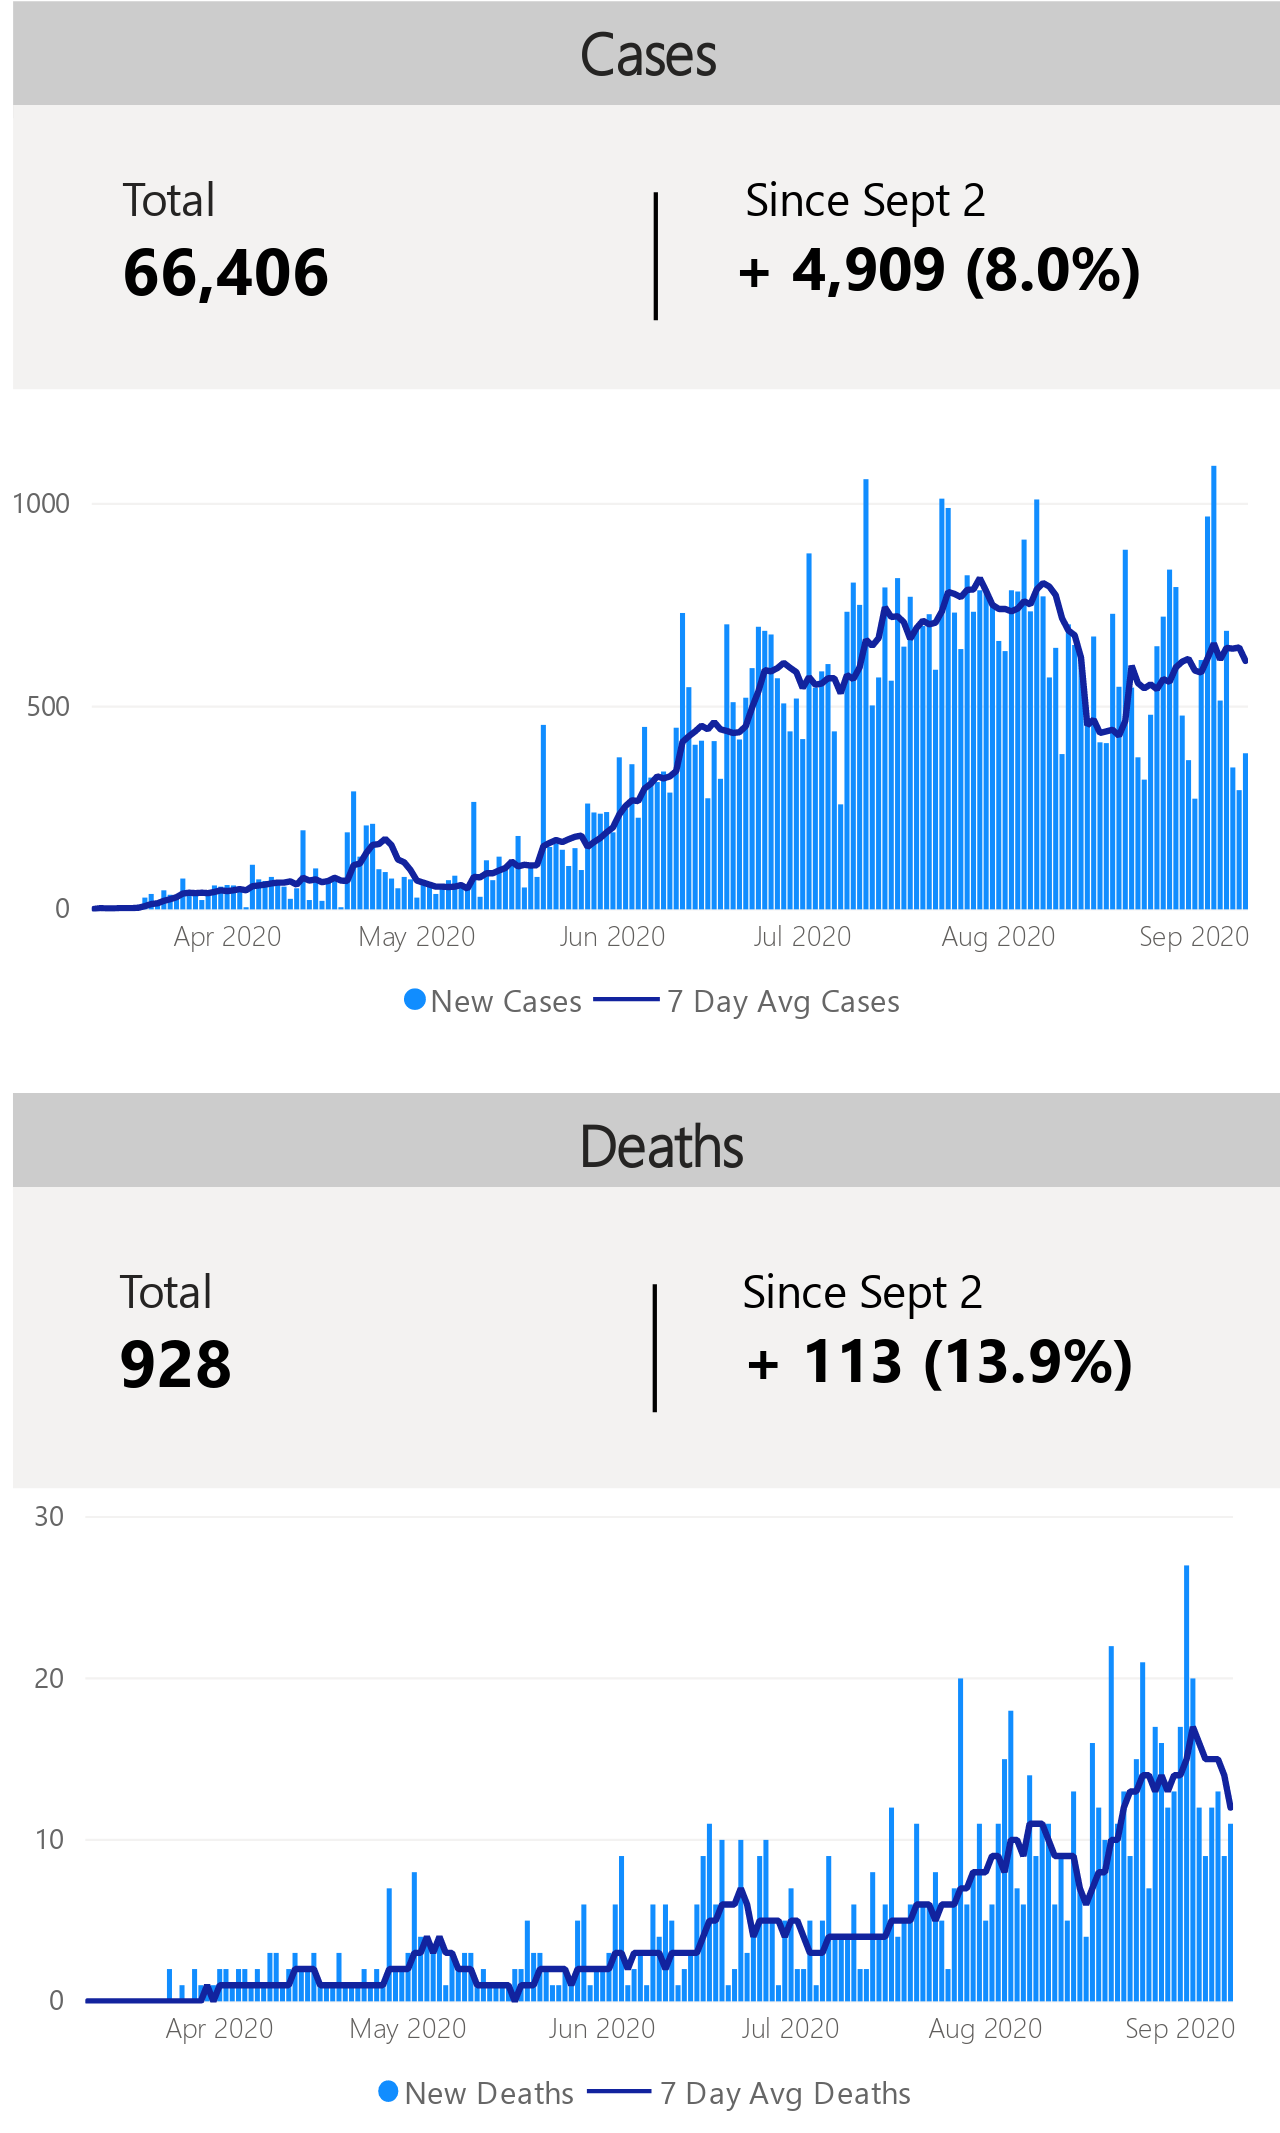 Cases
Total
Since Sept 2
66,406
+ 4,909 (8.0%)
1000
500
0
Apr 2020 May 2020 Jun 2020 Jul 2020 Aug 2020 Sep 2020
New Cases 7 Day Avg Cases
Deaths
Total
Since Sept 2
928
+ 113 (13.9%)
30
20
10
0
Apr 2020 May 2020 Jun 2020 Jul 2020 Aug 2020 Sep 2020
New Deaths 7 Day Avg Deaths